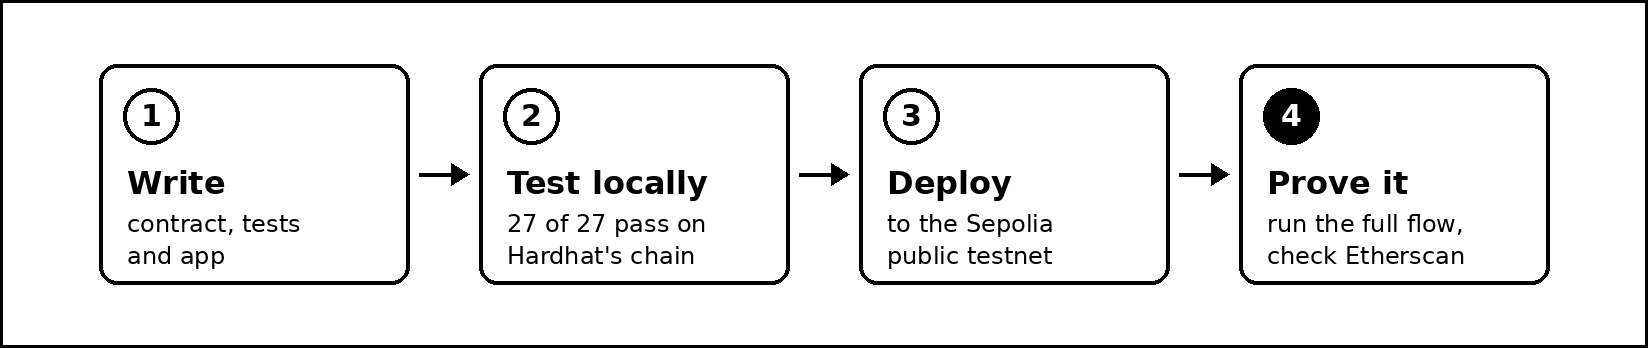 1
Write
contract, tests
and app
2
Test locally
27 of 27 pass on
Hardhat's chain
3
Deploy
to the Sepolia
public testnet
4
Prove it
run the full flow,
check Etherscan